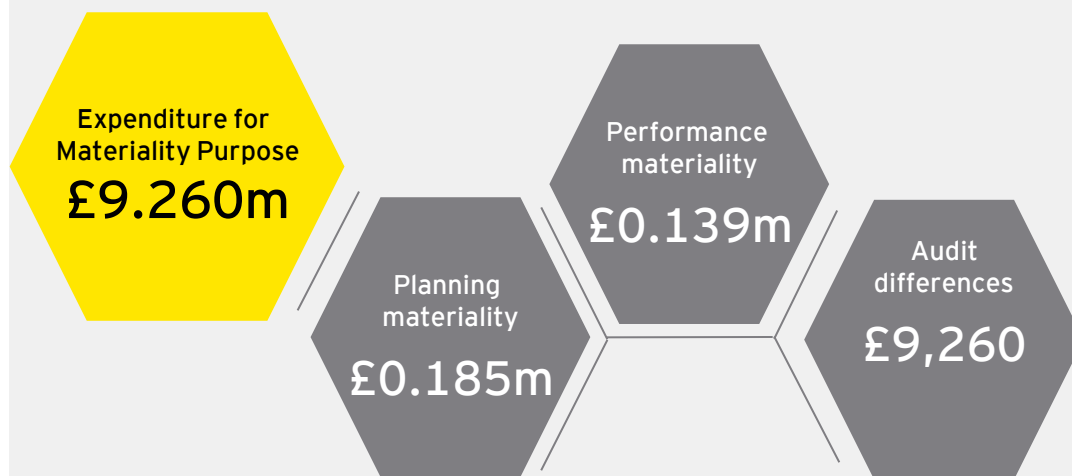 Expenditure for
Materiality Purpose
£9.260m
Planning
materiality
£0.185m
Performance
materiality
£0.139m
Audit
differences
£9,260